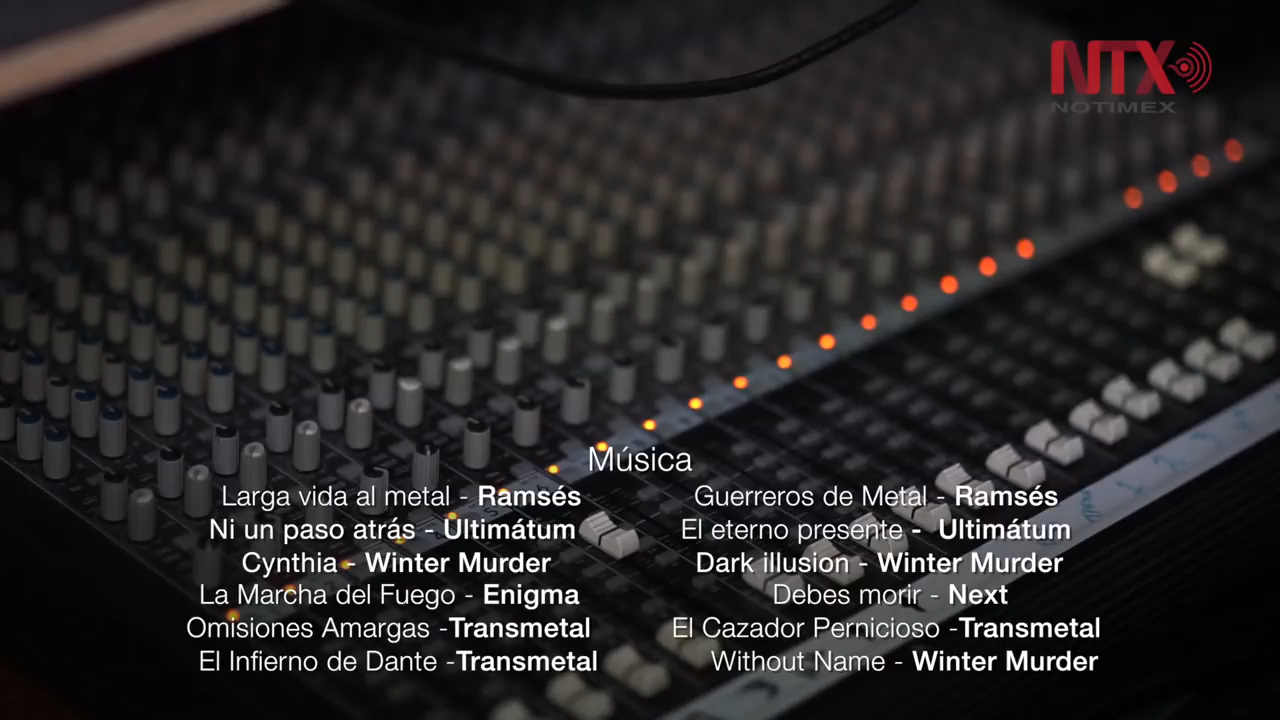 NTX
NOTIMEX
Música
Larga vida al metal - Ramsés
Ni un paso atrás - Ultimátum
Cynthia - Winter Murder
La Marcha del Fuego - Enigma
Omisiones Amargas -Transmetal
El Infierno de Dante -Transmetal
Guerreros de Metal - Ramsés
El eterno presente - Ultimátum
Dark illusion - Winter Murder
Debes morir - Next
El Cazador Pernicioso -Transmetal
Without Name - Winter Murder